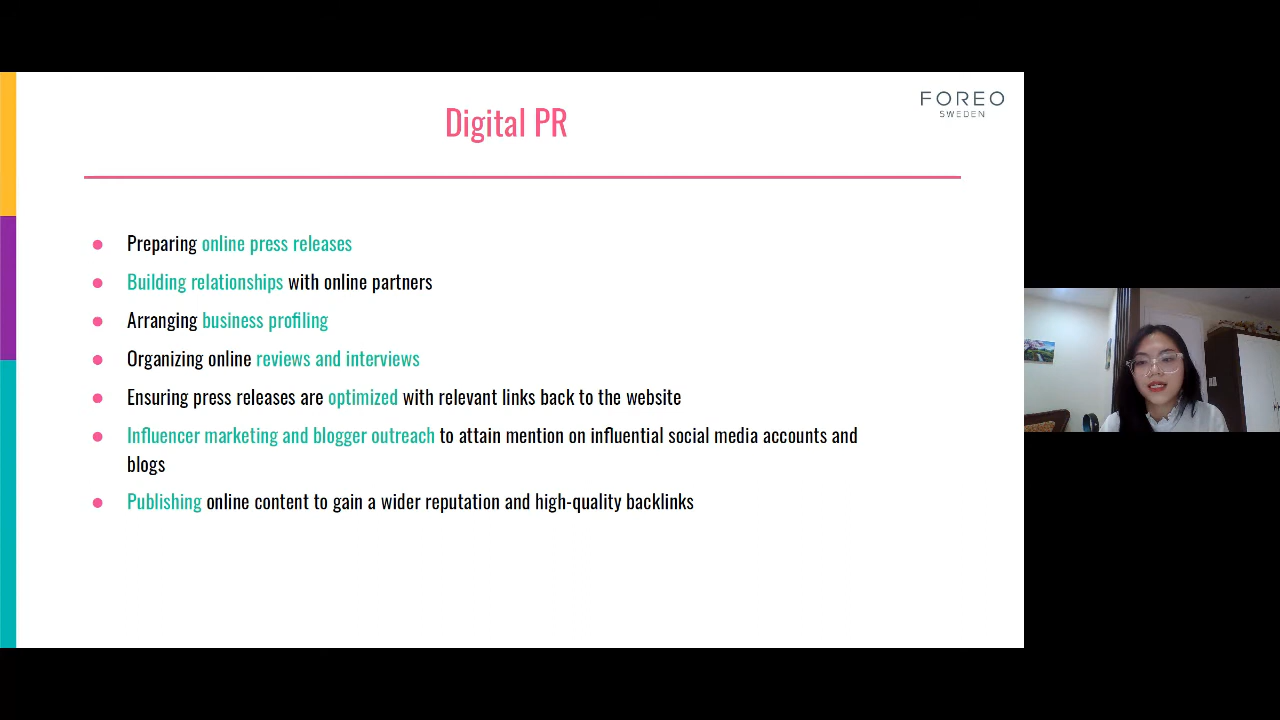 FOREO
SWEDEN
Digital PR
● Preparing online press releases
● Building relationships with online partners
● Arranging business profiling
● Organizing online reviews and interviews
● Ensuring press releases are optimized with relevant links back to the website
● Influencer marketing and blogger outreach to attain mention on influential social media accounts and
blogs
● Publishing online content to gain a wider reputation and high-quality backlinks